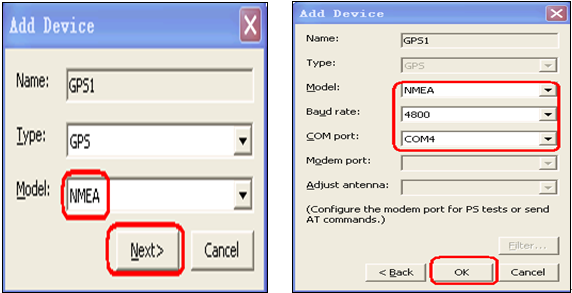 Add Device
Name: GPS1
Type: GPS
Model: NMEA
Next> Cancel
Add Device
Name: GPS1
Type: GPS
Model: NMEA
Baud rate: 4800
COM port: COM4
Modem port:
Adjust antenna:
(Configure the modem port for PS tests or send
AT commands.)
Filter...
< Back OK Cancel